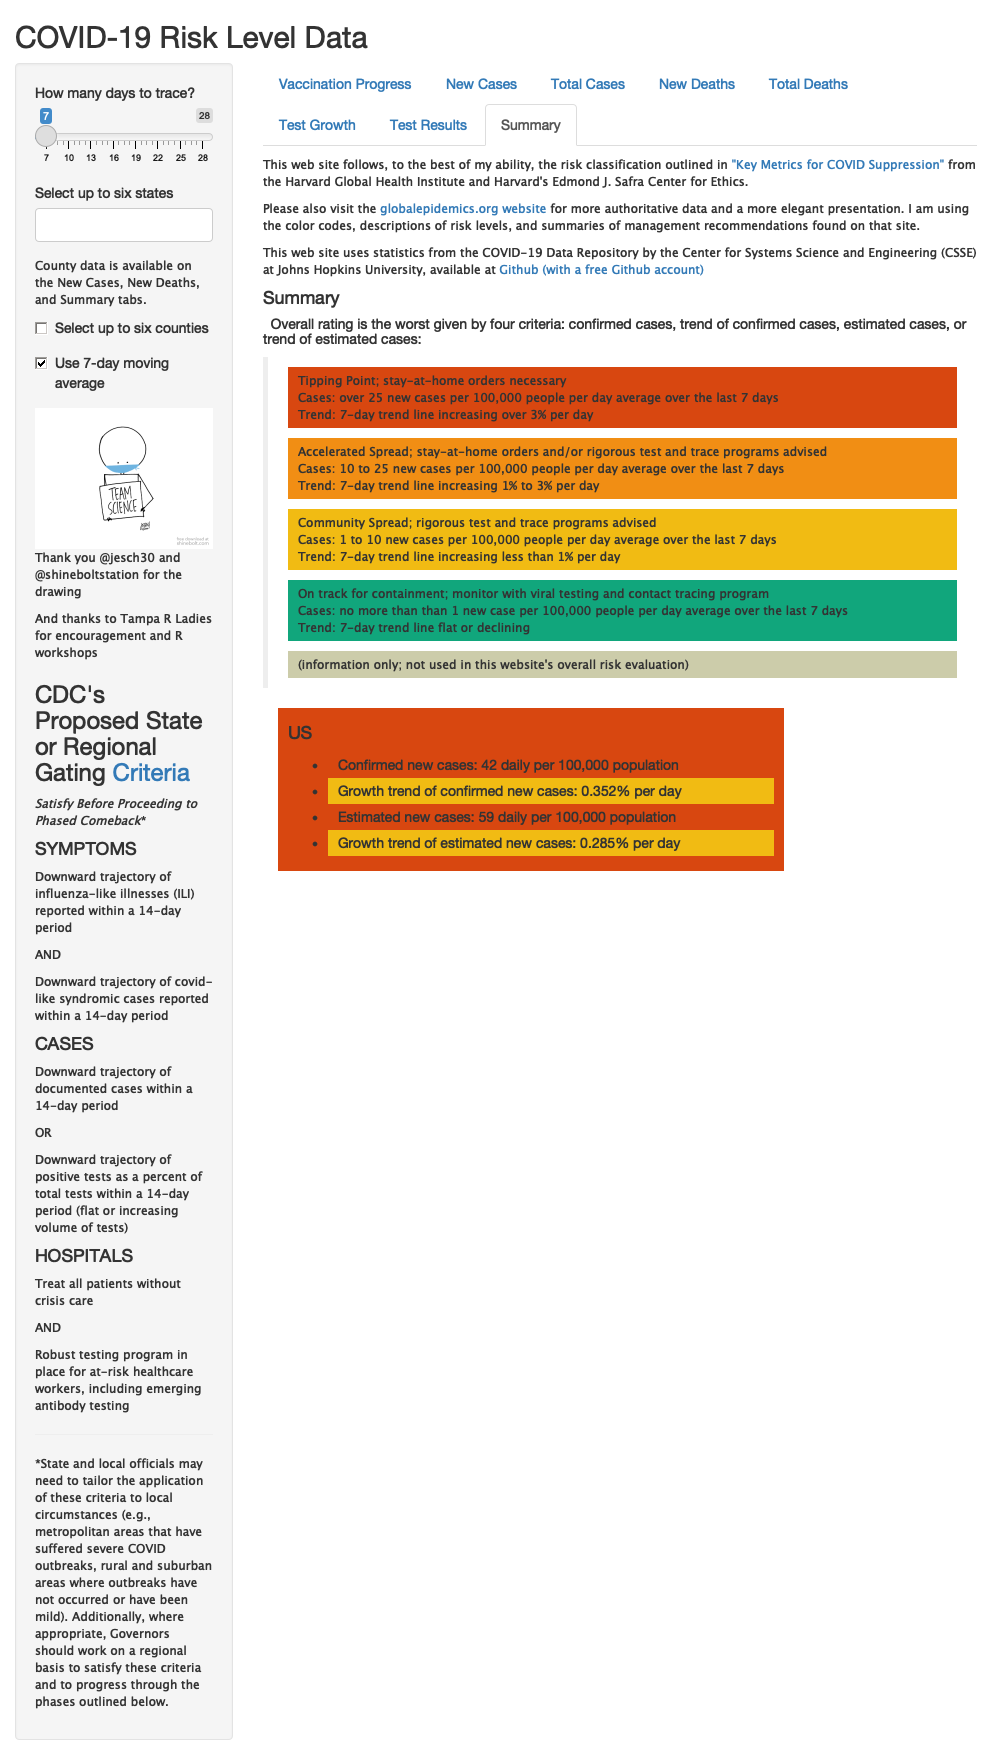 COVID-19 Risk Level Data
How many days to trace?
7
28
7 10 13 16 19 22 25 28
Select up to six states
County data is available on
the New Cases, New Deaths,
and Summary tabs.
Select up to six counties
Use 7-day moving
average
TEAM
SCIENCE
free download at
shinebolt.com
Thank you @jesch30 and
@shineboltstation for the
drawing
And thanks to Tampa R Ladies
for encouragement and R
workshops
CDC's
Proposed State
or Regional
Gating Criteria
Satisfy Before Proceeding to
Phased Comeback*
SYMPTOMS
Downward trajectory of
influenza-like illnesses (ILI)
reported within a 14-day
period
AND
Downward trajectory of covid-
like syndromic cases reported
within a 14-day period
CASES
Downward trajectory of
documented cases within a
14-day period
OR
Downward trajectory of
positive tests as a percent of
total tests within a 14-day
period (flat or increasing
volume of tests)
HOSPITALS
Treat all patients without
crisis care
AND
Robust testing program in
place for at-risk healthcare
workers, including emerging
antibody testing
*State and local officials may
need to tailor the application
of these criteria to local
circumstances (e.g.,
metropolitan areas that have
suffered severe COVID
outbreaks, rural and suburban
areas where outbreaks have
not occurred or have been
mild). Additionally, where
appropriate, Governors
should work on a regional
basis to satisfy these criteria
and to progress through the
phases outlined below.
Vaccination Progress New Cases Total Cases New Deaths Total Deaths
Test Growth Test Results Summary
This web site follows, to the best of my ability, the risk classification outlined in "Key Metrics for COVID Suppression" from
the Harvard Global Health Institute and Harvard's Edmond J. Safra Center for Ethics.
Please also visit the globalepidemics.org website for more authoritative data and a more elegant presentation. I am using
the color codes, descriptions of risk levels, and summaries of management recommendations found on that site.
This web site uses statistics from the COVID-19 Data Repository by the Center for Systems Science and Engineering (CSSE)
at Johns Hopkins University, available at Github (with a free Github account)
Summary
Overall rating is the worst given by four criteria: confirmed cases, trend of confirmed cases, estimated cases, or
trend of estimated cases:
Tipping Point; stay-at-home orders necessary
Cases: over 25 new cases per 100,000 people per day average over the last 7 days
Trend: 7-day trend line increasing over 3% per day
Accelerated Spread; stay-at-home orders and/or rigorous test and trace programs advised
Cases: 10 to 25 new cases per 100,000 people per day average over the last 7 days
Trend: 7-day trend line increasing 1% to 3% per day
Community Spread; rigorous test and trace programs advised
Cases: 1 to 10 new cases per 100,000 people per day average over the last 7 days
Trend: 7-day trend line increasing less than 1% per day
On track for containment; monitor with viral testing and contact tracing program
Cases: no more than than 1 new case per 100,000 people per day average over the last 7 days
Trend: 7-day trend line flat or declining
(information only; not used in this website's overall risk evaluation)
US
• Confirmed new cases: 42 daily per 100,000 population
• Growth trend of confirmed new cases: 0.352% per day
• Estimated new cases: 59 daily per 100,000 population
• Growth trend of estimated new cases: 0.285% per day